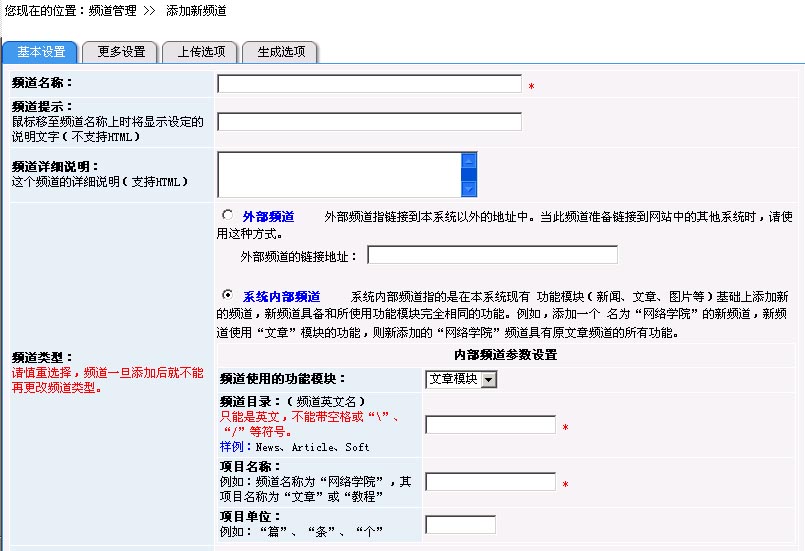 您现在的位置：频道管理 >> 添加新频道
基本设置 更多设置 上传选项 生成选项
频道名称： *
频道提示：
鼠标移至频道名称上时将显示设定的
说明文字（不支持HTML）
频道详细说明：
这个频道的详细说明（支持HTML）
频道类型：
请慎重选择，频道一旦添加后就不能
再更改频道类型。
外部频道 外部频道指链接到本系统以外的地址中。当此频道准备链接到网站中的其他系统时，请使
用这种方式。
外部频道的链接地址：
系统内部频道 系统内部频道指的是在本系统现有 功能模块（新闻、文章、图片等）基础上添加新
的频道，新频道具备和所使用功能模块完全相同的功能。例如，添加一个 名为“网络学院”的新频道，新频
道使用“文章”模块的功能，则新添加的“网络学院”频道具有原文章频道的所有功能。
内部频道参数设置
频道使用的功能模块： 文章模块
频道目录：（频道英文名）
只能是英文，不能带空格或“\”、
“/”等符号。
样例：News、Article、Soft
*
项目名称：
例如：频道名称为“网络学院”，其
项目名称为“文章”或“教程”
*
项目单位：
例如：“篇”、“条”、“个”